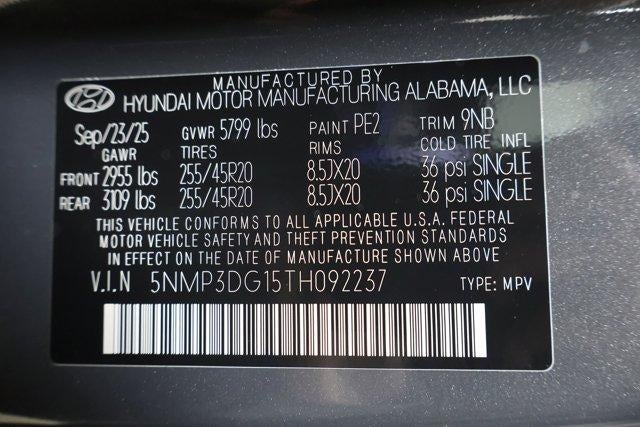 MANUFACTURED BY
HYUNDAI MOTOR MANUFACTURING ALABAMA, LLC
Sep/23/25 GVWR 5799 lbs PAINT PE2 TRIM 9NB
GAWR TIRES RIMS COLD TIRE INFL
FRONT 2955 lbs 255/45R20 8.5JX20 36 psi SINGLE
REAR 3109 lbs 255/45R20 8.5JX20 36 psi SINGLE
THIS VEHICLE CONFORMS TO ALL APPLICABLE U.S.A. FEDERAL
MOTOR VEHICLE SAFETY AND THEFT PREVENTION STANDARDS
IN EFFECT ON THE DATE OF MANUFACTURE SHOWN ABOVE
V.I.N 5NMP3DG15TH092237 TYPE: MPV